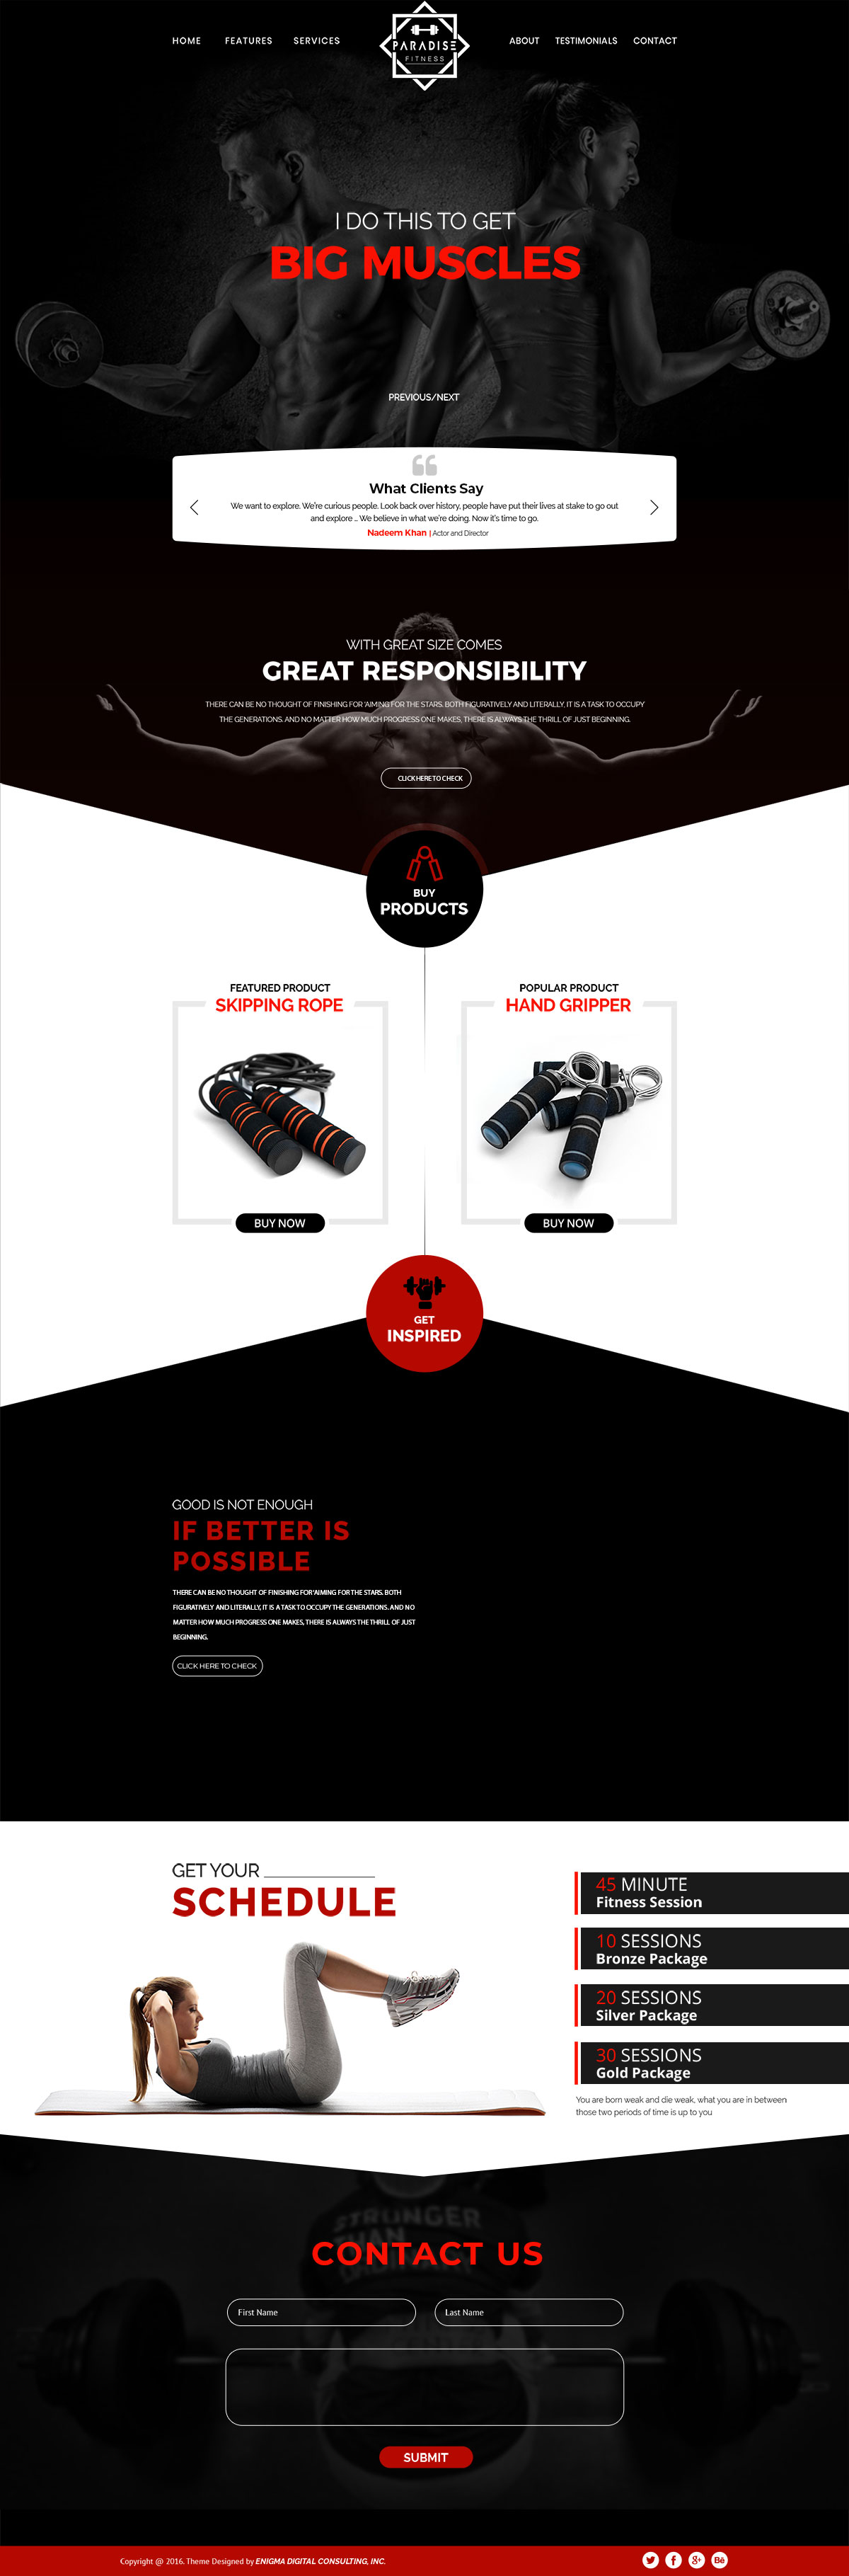 HOME FEATURES SERVICES
PARADISE
FITNESS
ABOUT TESTIMONIALS CONTACT
I DO THIS TO GET
BIG MUSCLES
PREVIOUS/NEXT
What Clients Say
We want to explore. We're curious people. Look back over history, people have put their lives at stake to go out
and explore ... We believe in what we're doing. Now it's time to go.
Nadeem Khan | Actor and Director
WITH GREAT SIZE COMES
GREAT RESPONSIBILITY
THERE CAN BE NO THOUGHT OF FINISHING FOR 'AIMING FOR THE STARS. BOTH FIGURATIVELY AND LITERALLY, IT IS A TASK TO OCCUPY
THE GENERATIONS. AND NO MATTER HOW MUCH PROGRESS ONE MAKES, THERE IS ALWAYS THE THRILL OF JUST BEGINNING.
CLICK HERE TO CHECK
BUY
PRODUCTS
FEATURED PRODUCT
SKIPPING ROPE
BUY NOW
POPULAR PRODUCT
HAND GRIPPER
BUY NOW
GET
INSPIRED
GOOD IS NOT ENOUGH
IF BETTER IS
POSSIBLE
THERE CAN BE NO THOUGHT OF FINISHING FOR 'AIMING FOR THE STARS. BOTH
FIGURATIVELY AND LITERALLY, IT IS A TASK TO OCCUPY THE GENERATIONS. AND NO
MATTER HOW MUCH PROGRESS ONE MAKES, THERE IS ALWAYS THE THRILL OF JUST
BEGINNING.
CLICK HERE TO CHECK
GET YOUR
SCHEDULE
45 MINUTE
Fitness Session
10 SESSIONS
Bronze Package
20 SESSIONS
Silver Package
30 SESSIONS
Gold Package
You are born weak and die weak, what you are in between
those two periods of time is up to you
STRONGER
THAN
CONTACT US
First Name
Last Name
SUBMIT
Copyright @ 2016. Theme Designed by ENIGMA DIGITAL CONSULTING, INC.
f g+ Bē